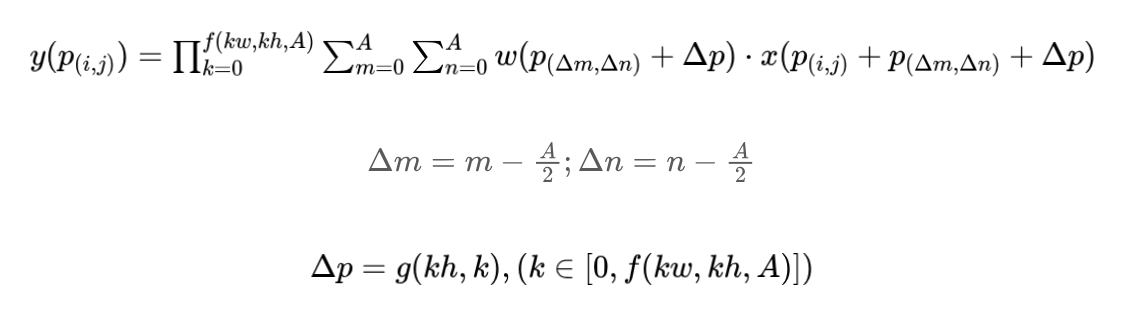 y(p_{(i,j)}) = \prod_{k=0}^{f(kw,kh,A)} \sum_{m=0}^{A} \sum_{n=0}^{A} w(p_{(\Delta m,\Delta n)} + \Delta p) \cdot x(p_{(i,j)} + p_{(\Delta m,\Delta n)} + \Delta p)
\Delta m = m - \frac{A}{2}; \Delta n = n - \frac{A}{2}
\Delta p = g(kh, k), (k \in [0, f(kw, kh, A)])